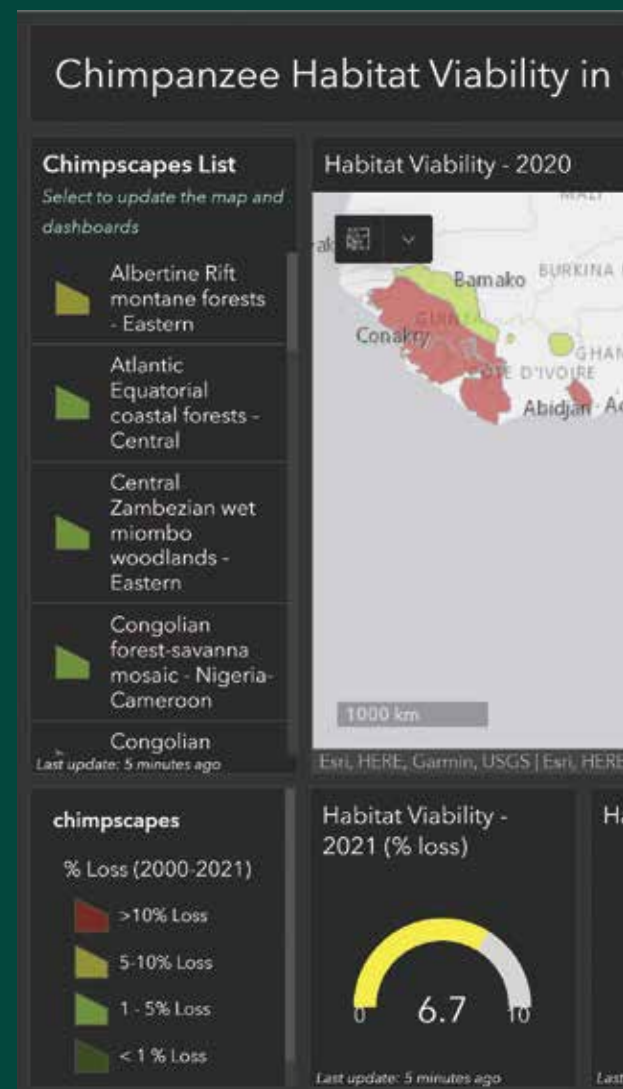 Chimpanzee Habitat Viability in
Chimpscapes List
Select to update the map and
dashboards
Albertine Rift
montane forests
- Eastern
Atlantic
Equatorial
coastal forests -
Central
Central
Zambezian wet
miombo
woodlands -
Eastern
Congolian
forest-savanna
mosaic - Nigeria-
Cameroon
Congolian
Last update: 5 minutes ago
Habitat Viability - 2020
MALI
Bamako
BURKINA
GUINEA
Conakry
GHAN
CÔTE D'IVOIRE
Abidjan
1000 km
Esri, HERE, Garmin, USGS | Esri, HERE
chimpscapes
% Loss (2000-2021)
>10% Loss
5-10% Loss
1 - 5% Loss
< 1 % Loss
Habitat Viability -
2021 (% loss)
6.7
0
10
Last update: 5 minutes ago